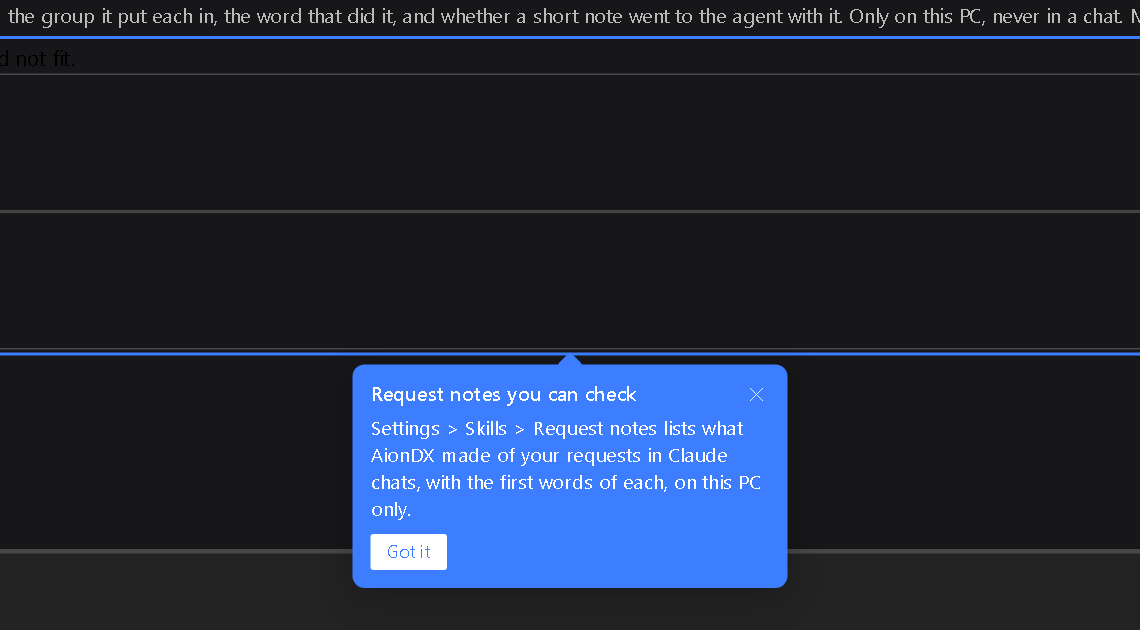 the group it put each in, the word that did it, and whether a short note went to the agent with it. Only on this PC, never in a chat.
d not fit.
Request notes you can check
Settings > Skills > Request notes lists what
AionDX made of your requests in Claude
chats, with the first words of each, on this PC
only.
Got it